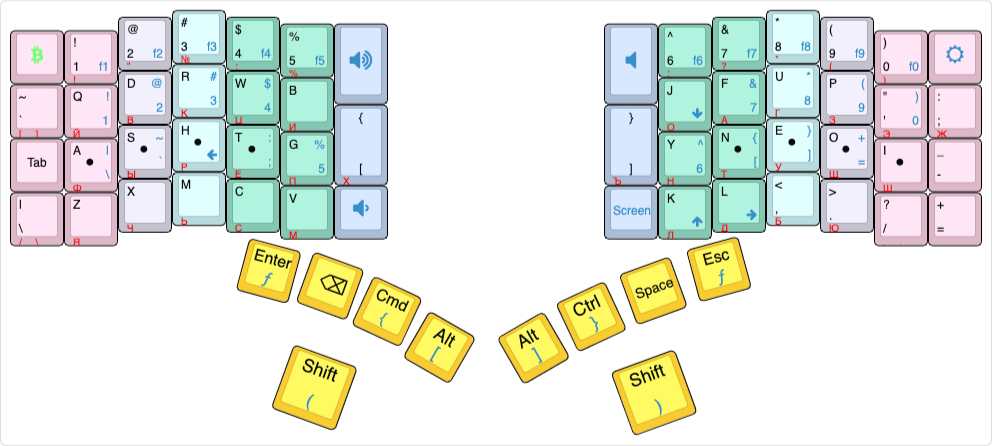 ₿
!
1 f1
!
@
2 f2
"
#
3 f3
№
$
4 f4
%
5 f5
%
^
6 f6
&
7 f7
?
*
8 f8
*
(
9 f9
(
)
0 f0
)
~
`
[ ]
Q !
1
Й
D @
2
В
R #
3
К
W $
4
Ц
B
И
{
[
Х
}
]
Ъ
J
О
F &
7
А
U *
8
Г
P (
9
З
" )
' 0
Э
:
;
Ж
Tab
A |
\
Ф
S ~
`
Ы
H
Р
T :
;
Е
G %
5
П
Y ^
6
Н
N {
[
Т
E }
]
У
O +
=
Щ
I
Ш
_
-
|
\
/ \
Z
Я
X
Ч
M
Ь
C
С
V
М
Screen
K
Л
L
Д
<
,
Б
>
.
Ю
?
/
+
=
Enter
ƒ
Cmd
{
Alt
[
Shift
(
Esc
ƒ
Space
Ctrl
}
Alt
]
Shift
)